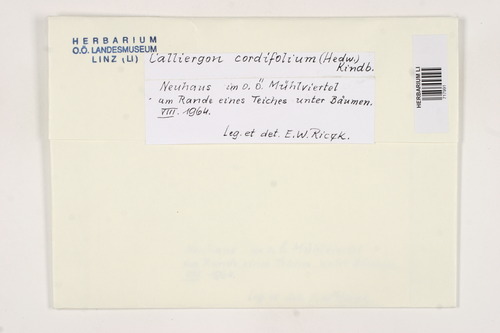 HERBARIUM
O.Ö. LANDESMUSEUM
LINZ (LI)
Calliergon cordifolium (Hedw.)
Kindb.
Neuhaus im O.Ö. Mühlviertel
am Rande eines Teiches unter Bäumen.
VIII. 1964.
Leg. et det. E.W. Ricek.
HERBARIUM LI